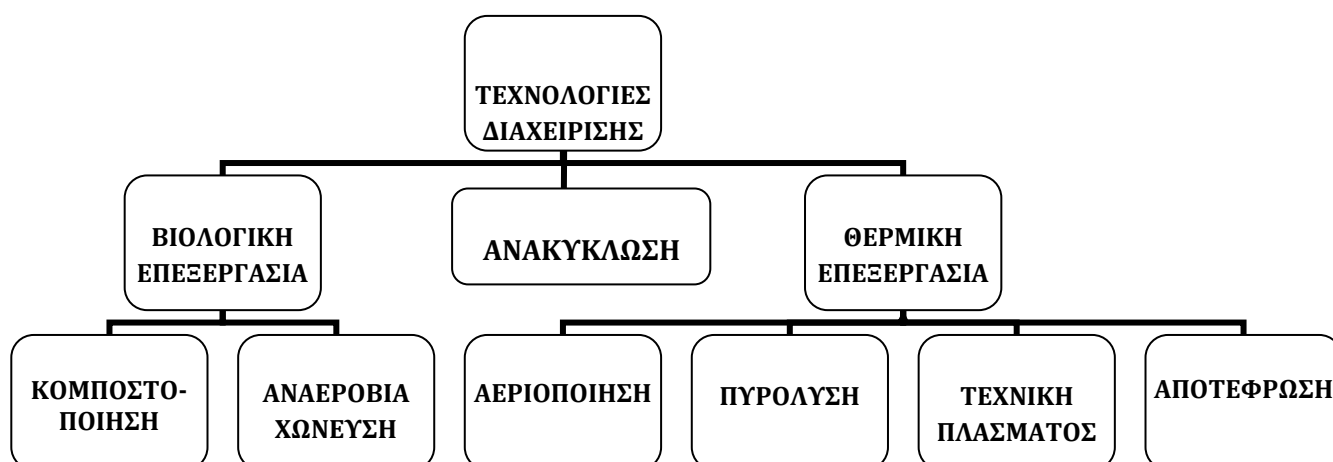 ΤΕΧΝΟΛΟΓΙΕΣ
ΔΙΑΧΕΙΡΙΣΗΣ
ΒΙΟΛΟΓΙΚΗ
ΕΠΕΞΕΡΓΑΣΙΑ
ΑΝΑΚΥΚΛΩΣΗ
ΘΕΡΜΙΚΗ
ΕΠΕΞΕΡΓΑΣΙΑ
ΚΟΜΠΟΣΤΟ-
ΠΟΙΗΣΗ
ΑΝΑΕΡΟΒΙΑ
ΧΩΝΕΥΣΗ
ΑΕΡΙΟΠΟΙΗΣΗ
ΠΥΡΟΛΥΣΗ
ΤΕΧΝΙΚΗ
ΠΛΑΣΜΑΤΟΣ
ΑΠΟΤΕΦΡΩΣΗ